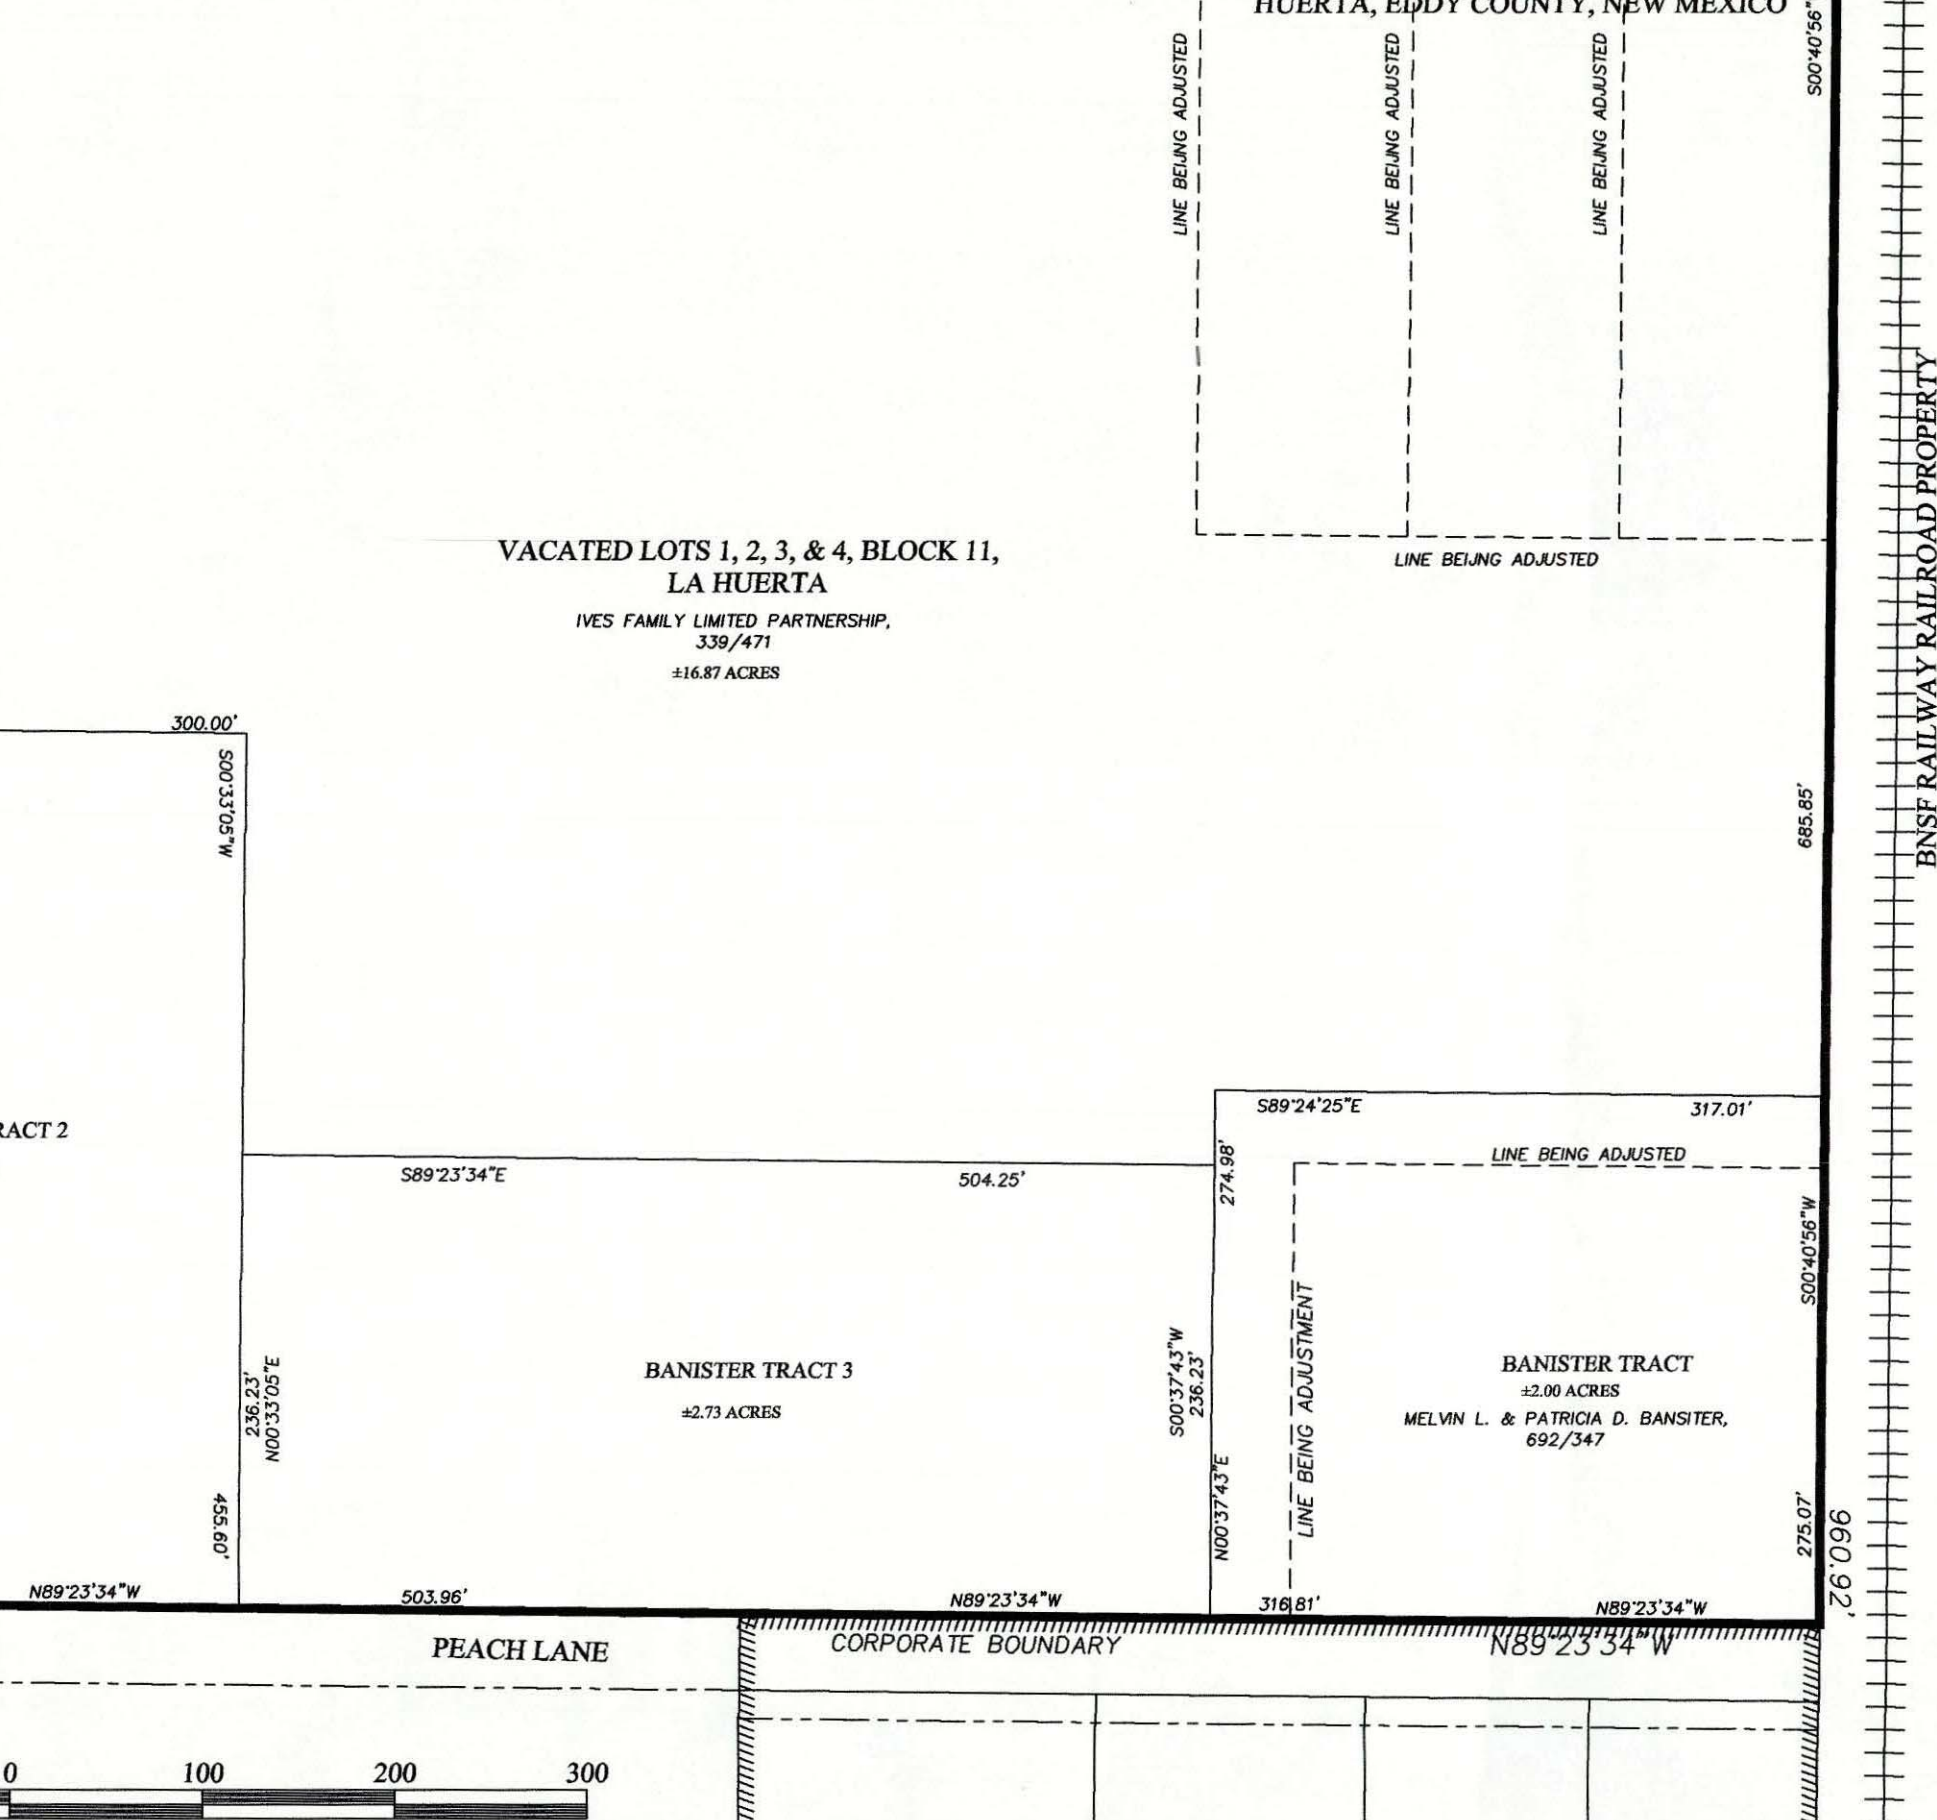 HUERTA, EDDY COUNTY, NEW MEXICO
S00°40'56"
LINE BEIJNG ADJUSTED
LINE BEIJNG ADJUSTED
LINE BEIJNG ADJUSTED
LINE BEIJNG ADJUSTED
BNSF RAILWAY RAILROAD PROPERTY
VACATED LOTS 1, 2, 3, & 4, BLOCK 11,
LA HUERTA
IVES FAMILY LIMITED PARTNERSHIP,
339/471
±16.87 ACRES
300.00'
S00°33'05"W
685.85'
RACT 2
S89°24'25"E
317.01'
S89°23'34"E
504.25'
274.98'
LINE BEING ADJUSTED
S00°40'56"W
LINE BEING ADJUSTMENT
BANISTER TRACT 3
±2.73 ACRES
BANISTER TRACT
±2.00 ACRES
MELVIN L. & PATRICIA D. BANSITER,
692/347
236.23'
N00°33'05"E
S00°37'43"W
236.23'
N00°37'43"E
455.60'
275.07'
960.92'
N89°23'34"W
503.96'
N89°23'34"W
316.81'
N89°23'34"W
PEACH LANE
CORPORATE BOUNDARY
N89°23'34"W
0 100 200 300